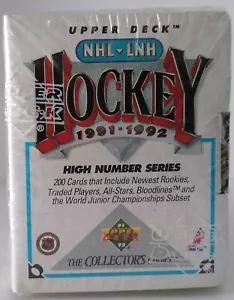 UPPER DECK™
NHL • LNH
HOCKEY
1991-1992
HIGH NUMBER SERIES
200 Cards that Include Newest Rookies,
Traded Players, All-Stars, Bloodlines™ and
the World Junior Championships Subset
THE COLLECTOR'S